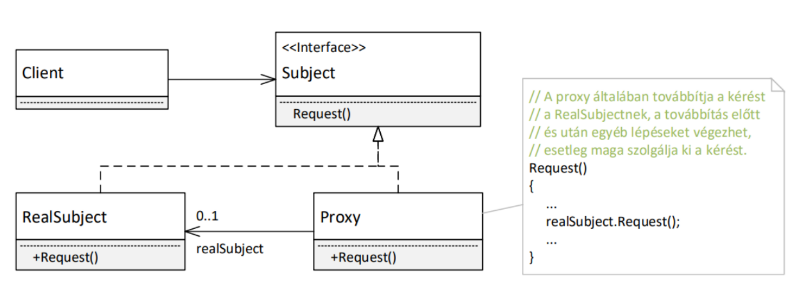 <<Interface>>
Client
Subject
Request()
// A proxy általában továbbítja a kérést
// a RealSubjectnek, a továbbítás előtt
// és után egyéb lépéseket végezhet,
// esetleg maga szolgálja ki a kérést.
Request()
{
...
realSubject.Request();
...
}
RealSubject
+Request()
0..1
realSubject
Proxy
+Request()